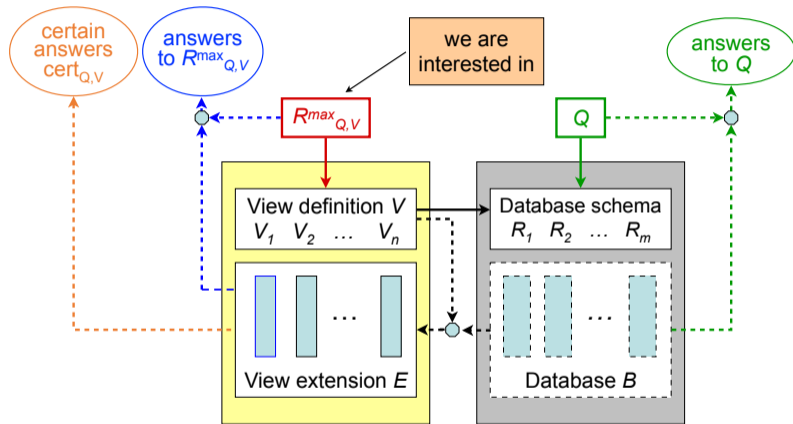 certain
answers
cert_Q,V
answers
to R^max_Q,V
we are
interested in
answers
to Q
R^max_Q,V
Q
View definition V
V_1 V_2 … V_n
Database schema
R_1 R_2 … R_m
…
…
View extension E
Database B